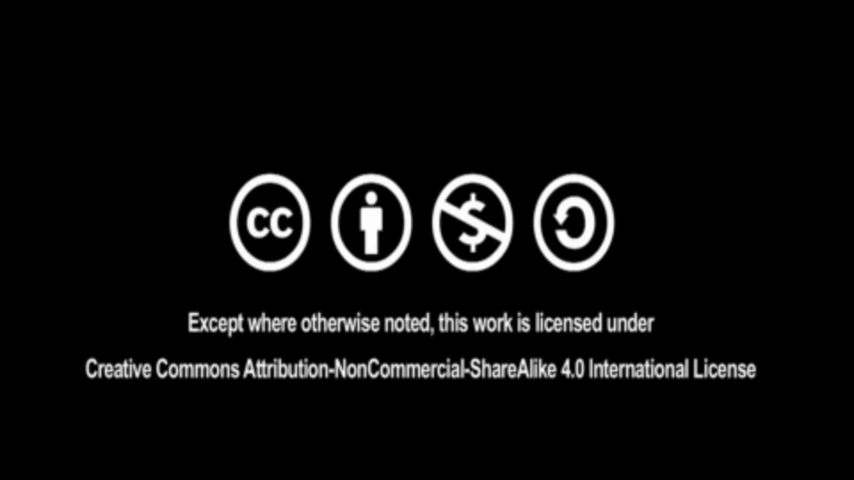 cc $
Except where otherwise noted, this work is licensed under
Creative Commons Attribution-NonCommercial-ShareAlike 4.0 International License